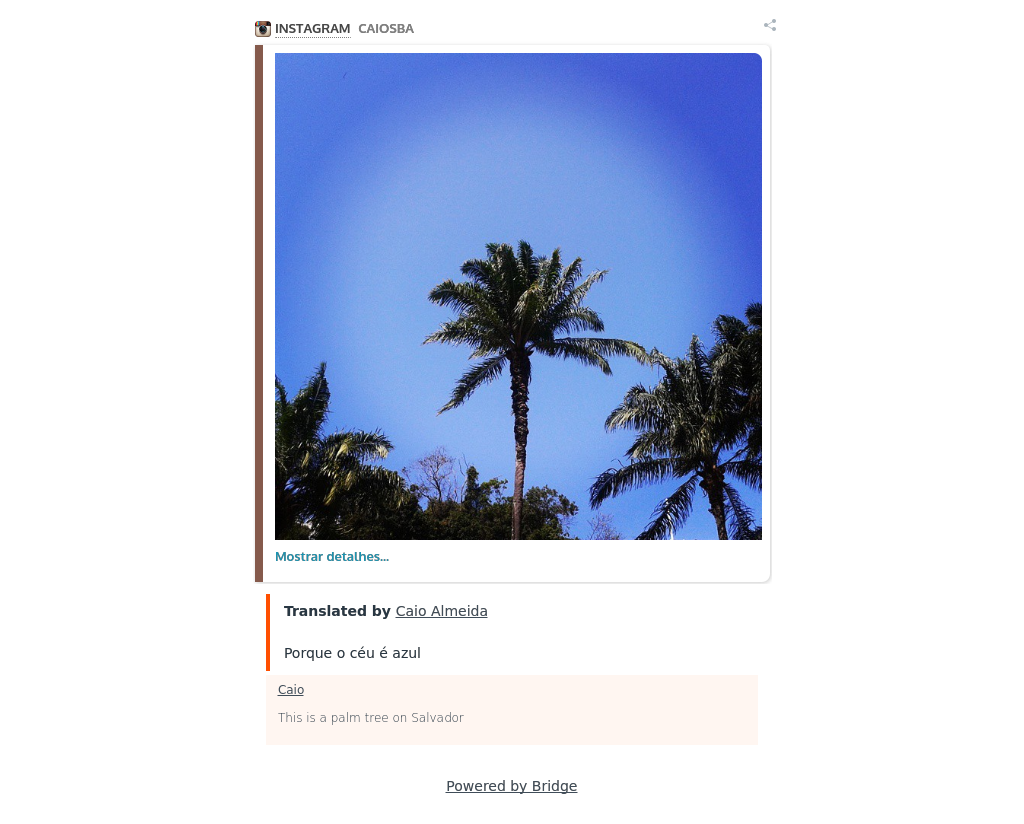 INSTAGRAM CAIOSBA
Mostrar detalhes...
Translated by Caio Almeida
Porque o céu é azul
Caio
This is a palm tree on Salvador
Powered by Bridge